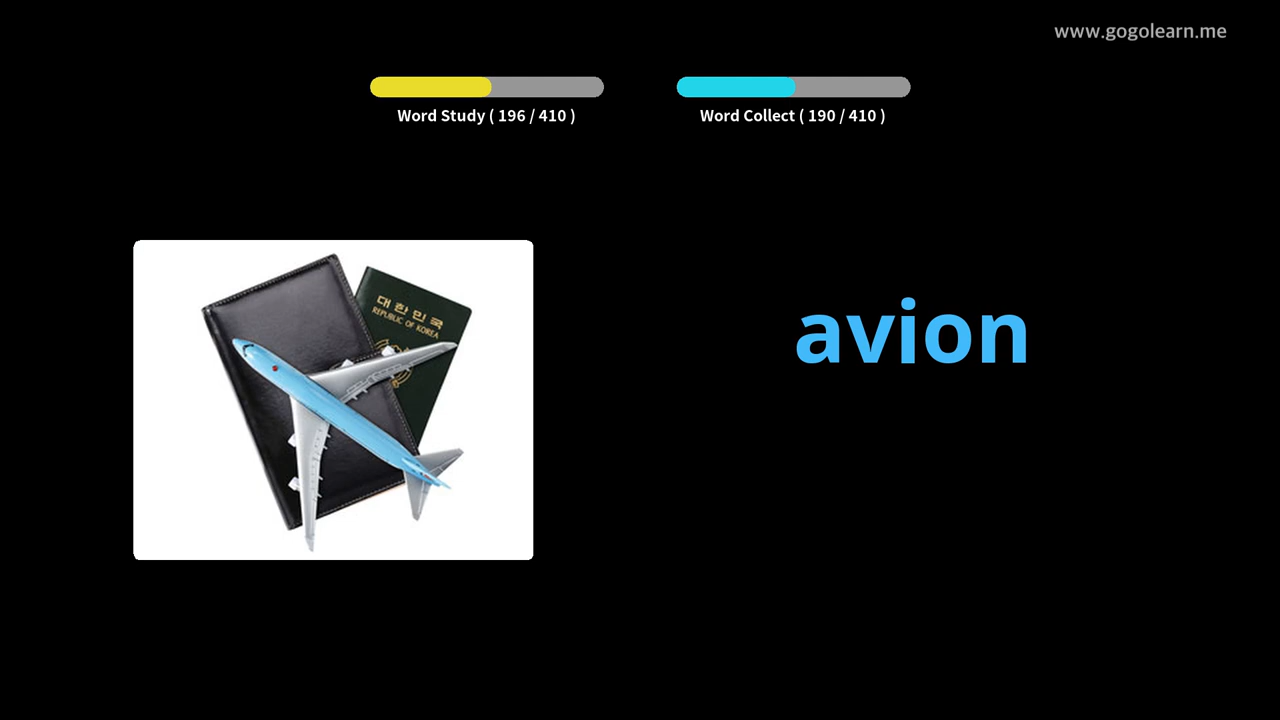 www.gogolearn.me
Word Study ( 196 / 410 )
Word Collect ( 190 / 410 )
대한민국
REPUBLIC OF KOREA
avion